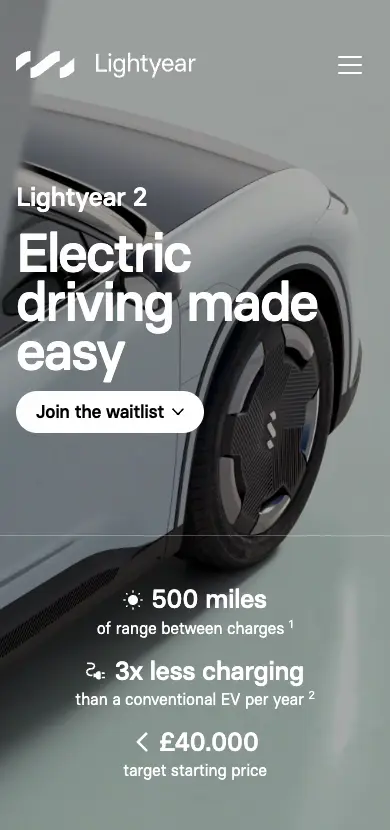 Lightyear
Lightyear 2
Electric
driving made
easy
Join the waitlist
500 miles
of range between charges ¹
3x less charging
than a conventional EV per year ²
< £40.000
target starting price